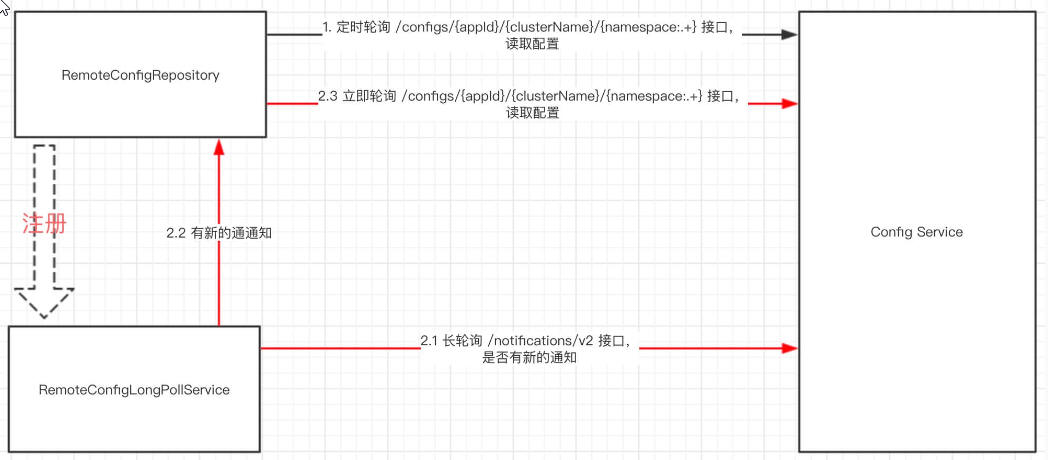 1. 定时轮询 /configs/{appId}/{clusterName}/{namespace:.+} 接口，
读取配置
RemoteConfigRepository
2.3 立即轮询 /configs/{appId}/{clusterName}/{namespace:.+} 接口，
读取配置
注册
2.2 有新的通通知
Config Service
2.1 长轮询 /notifications/v2 接口，
是否有新的通知
RemoteConfigLongPollService